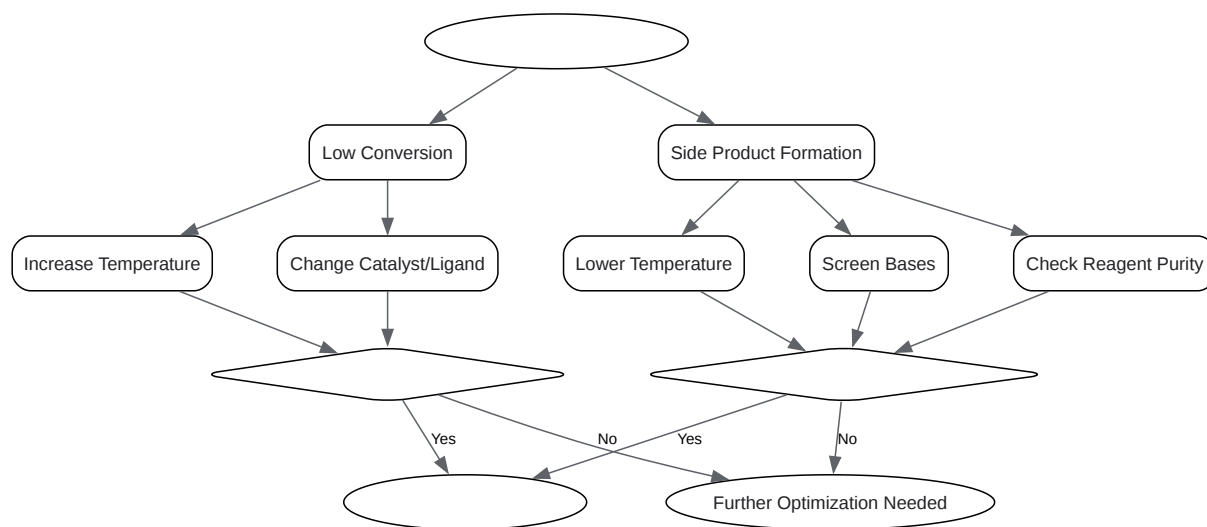 Low Conversion
Side Product Formation
Increase Temperature
Change Catalyst/Ligand
Lower Temperature
Screen Bases
Check Reagent Purity
Yes
No
Yes
No
Further Optimization Needed